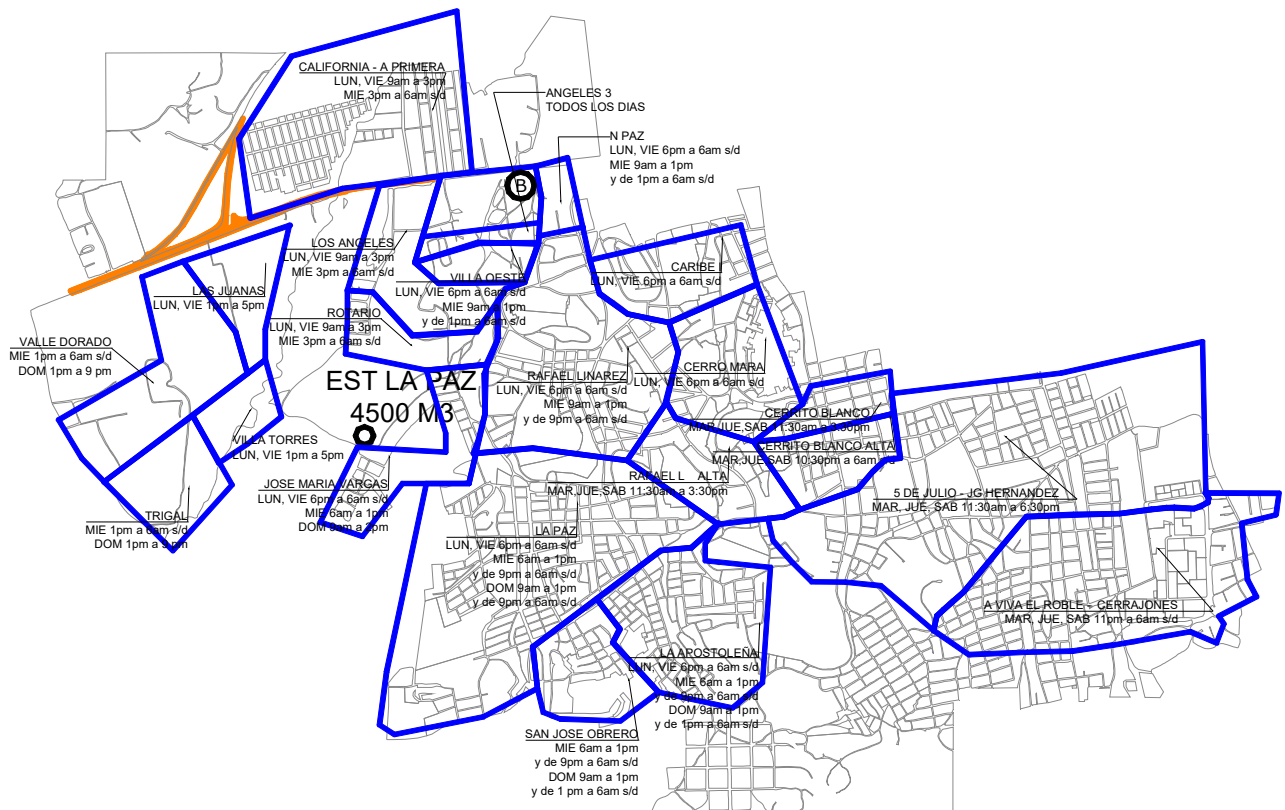 CALIFORNIA - A PRIMERA
LUN, VIE 9am a 3pm
MIE 3pm a 6am s/d
ANGELES 3
TODOS LOS DIAS
N PAZ
LUN, VIE 6pm a 6am s/d
MIE 9am a 1pm
y de 1pm a 6am s/d
B
LOS ANGELES
LUN, VIE 9am a 3pm
MIE 3pm a 6am s/d
CARIBE I
LUN, VIE 6pm a 6am s/d
VILLA OESTE
LUN, VIE 6pm a 6am s/d
MIE 9am a 1pm
y de 1pm a 6am s/d
LAS JUANAS
LUN, VIE 1pm a 5pm
ROTARIO
LUN, VIE 9am a 3pm
MIE 3pm a 6am s/d
VALLE DORADO
MIE 1pm a 6am s/d
DOM 1pm a 9 pm
EST LA PAZ
4500 M3
RAFAEL LINAREZ
LUN, VIE 6pm a 6am s/d
MIE 9am a 1pm
y de 9pm a 6am s/d
CERRO MARA
LUN, VIE 6pm a 6am s/d
CERRITO BLANCO
MAR,JUE,SAB 11:30am a 3:30pm
VILLA TORRES
LUN, VIE 1pm a 5pm
CERRITO BLANCO ALTA
MAR,JUE,SAB 10:30pm a 6am s/d
RAFAEL L ALTA
MAR,JUE,SAB 11:30am a 3:30pm
JOSE MARIA VARGAS
LUN, VIE 6pm a 6am s/d
MIE 6am a 1pm
DOM 9am a 2pm
5 DE JULIO - JG HERNANDEZ
MAR, JUE, SAB 11:30am a 6:30pm
TRIGAL
MIE 1pm a 6am s/d
DOM 1pm a 9 pm
LA PAZ
LUN, VIE 6pm a 6am s/d
MIE 6am a 1pm
y de 9pm a 6am s/d
DOM 9am a 1pm
y de 9pm a 6am s/d
A VIVA EL ROBLE - CERRAJONES
MAR, JUE, SAB 11pm a 6am s/d
LA APOSTOLEÑA
LUN, VIE 6pm a 6am s/d
MIE 6am a 1pm
y de 9pm a 6am s/d
DOM 9am a 1pm
y de 1pm a 6am s/d
SAN JOSE OBRERO
MIE 6am a 1pm
y de 9pm a 6am s/d
DOM 9am a 1pm
y de 1 pm a 6am s/d